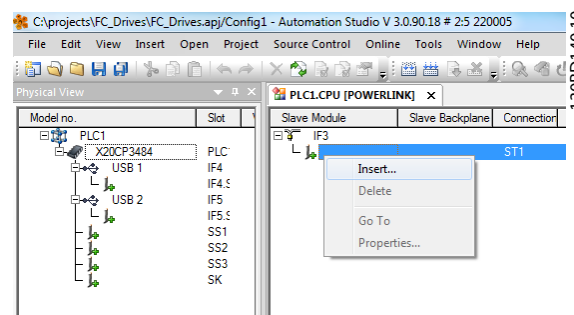 C:\projects\FC_Drives\FC_Drives.apj/Config1 - Automation Studio V 3.0.90.18 # 2:5 220005
File Edit View Insert Open Project Source Control Online Tools Window Help
Physical View
PLC1.CPU [POWERLINK] X
Model no. Slot
Slave Module Slave Backplane Connection
PLC1
IF3
X20CP3484 PLC
ST1
USB 1 IF4
Insert...
IF4.S
Delete
USB 2 IF5
IF5.S
Go To
SS1
Properties...
SS2
SS3
SK